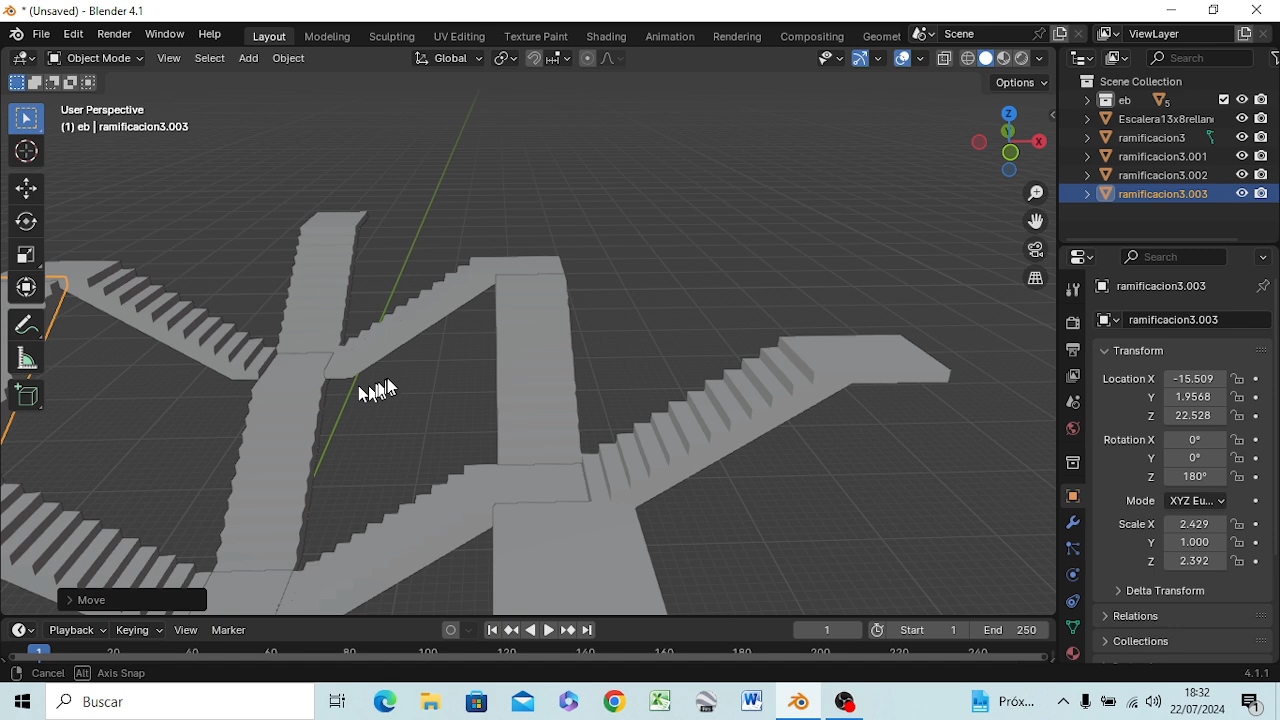 * (Unsaved) - Blender 4.1
File Edit Render Window Help Layout Modeling Sculpting UV Editing Texture Paint Shading Animation Rendering Compositing Geomet Scene ViewLayer
Object Mode View Select Add Object Global Search
Options
User Perspective
(1) eb | ramificacion3.003
Z
X
Scene Collection
eb 5
Escalera13x8rellan
ramificacion3
ramificacion3.001
ramificacion3.002
ramificacion3.003
Search
ramificacion3.003
ramificacion3.003
Transform
Location X -15.509
Y 1.9568
Z 22.528
Rotation X 0°
Y 0°
Z 180°
Mode XYZ Eu...
Scale X 2.429
Y 1.000
Z 2.392
Delta Transform
Relations
Collections
Move
Playback Keying View Marker 1 Start 1 End 250
1 20 40 60 80 100 120 140 160 180 200 220 240
Cancel Alt Axis Snap 4.1.1
Buscar
Próx...
18:32
22/07/2024
1